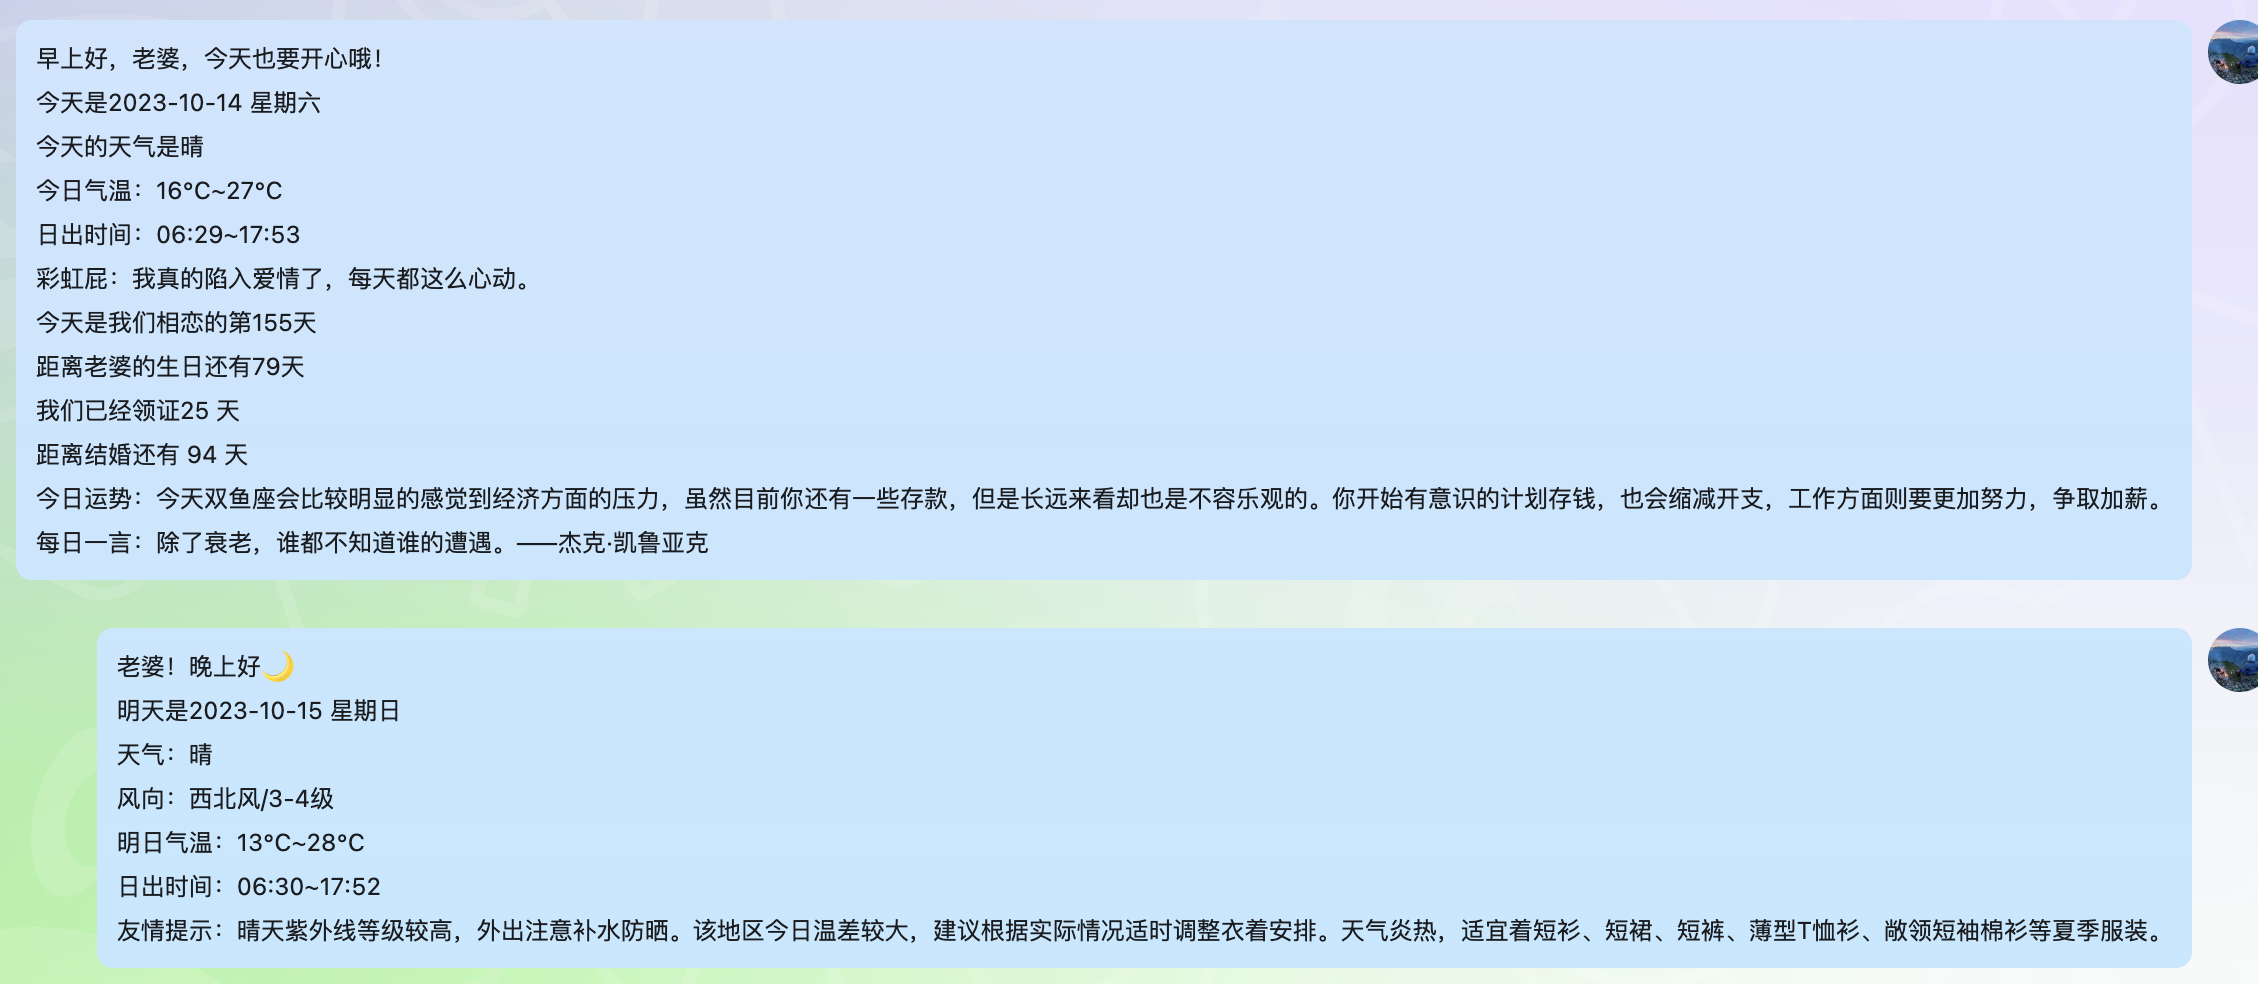 早上好，老婆，今天也要开心哦！
今天是2023-10-14 星期六
今天的天气是晴
今日气温：16°C~27°C
日出时间：06:29~17:53
彩虹屁：我真的陷入爱情了，每天都这么心动。
今天是我们相恋的第155天
距离老婆的生日还有79天
我们已经领证25 天
距离结婚还有 94 天
今日运势：今天双鱼座会比较明显的感觉到经济方面的压力，虽然目前你还有一些存款，但是长远来看却也是不容乐观的。你开始有意识的计划存钱，也会缩减开支，工作方面则要更加努力，争取加薪。
每日一言：除了衰老，谁都不知道谁的遭遇。——杰克·凯鲁亚克
老婆！晚上好🌙
明天是2023-10-15 星期日
天气：晴
风向：西北风/3-4级
明日气温：13°C~28°C
日出时间：06:30~17:52
友情提示：晴天紫外线等级较高，外出注意补水防晒。该地区今日温差较大，建议根据实际情况适时调整衣着安排。天气炎热，适宜着短衫、短裙、短裤、薄型T恤衫、敞领短袖棉衫等夏季服装。